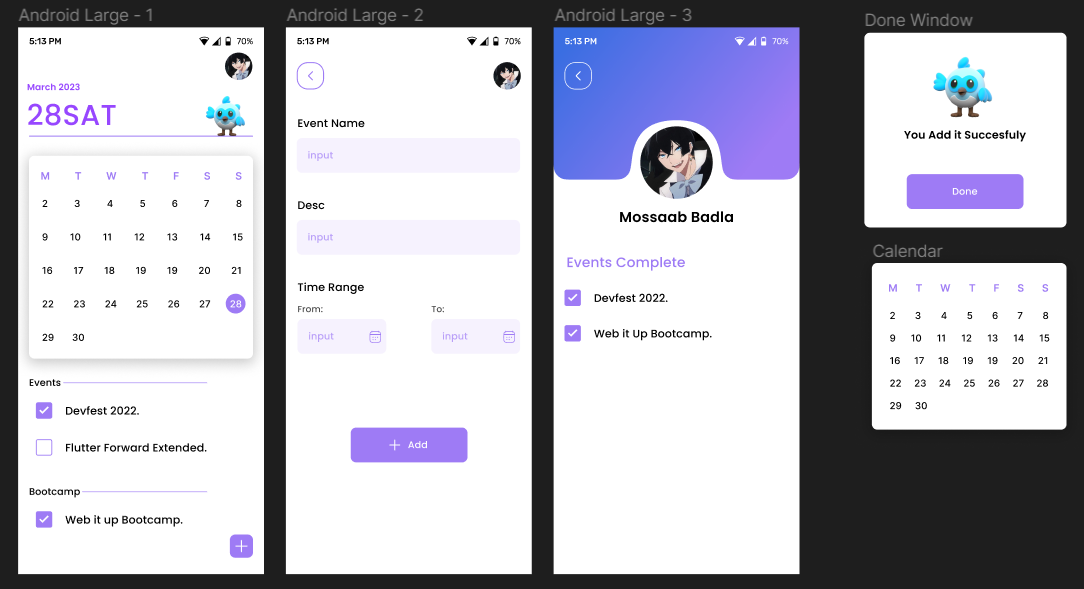 Android Large - 1
5:13 PM 70%
March 2023
28SAT
M T W T F S S
2 3 4 5 6 7 8
9 10 11 12 13 14 15
16 17 18 19 19 20 21
22 23 24 25 26 27 28
29 30
Events
Devfest 2022.
Flutter Forward Extended.
Bootcamp
Web it up Bootcamp.
Android Large - 2
5:13 PM 70%
Event Name
input
Desc
input
Time Range
From: To:
input input
Add
Android Large - 3
5:13 PM 70%
Mossaab Badla
Events Complete
Devfest 2022.
Web it Up Bootcamp.
Done Window
You Add it Succesfuly
Done
Calendar
M T W T F S S
2 3 4 5 6 7 8
9 10 11 12 13 14 15
16 17 18 19 19 20 21
22 23 24 25 26 27 28
29 30